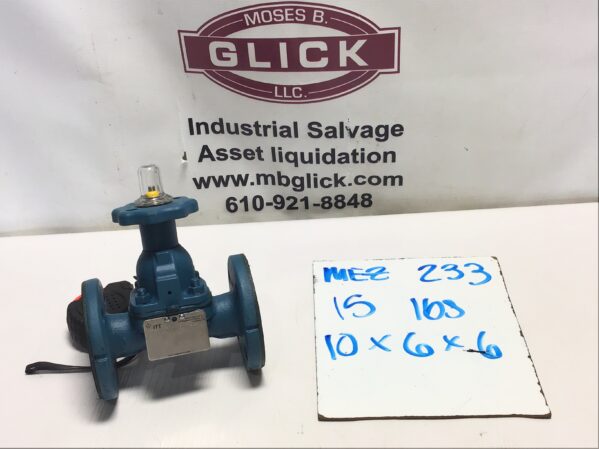 MOSES B.
GLICK
LLC.
Industrial Salvage
Asset liquidation
www.mbglick.com
610-921-8848
MEZ 233
15 lbs
10 x 6 x 6
ITT